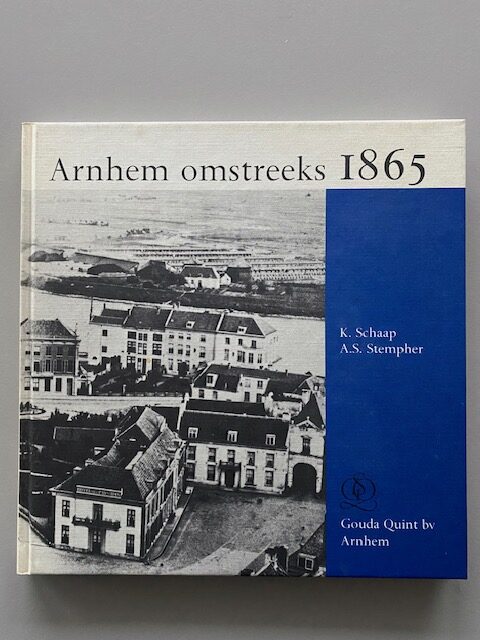 Arnhem omstreeks 1865
K. Schaap
A.S. Stempher
Gouda Quint bv
Arnhem